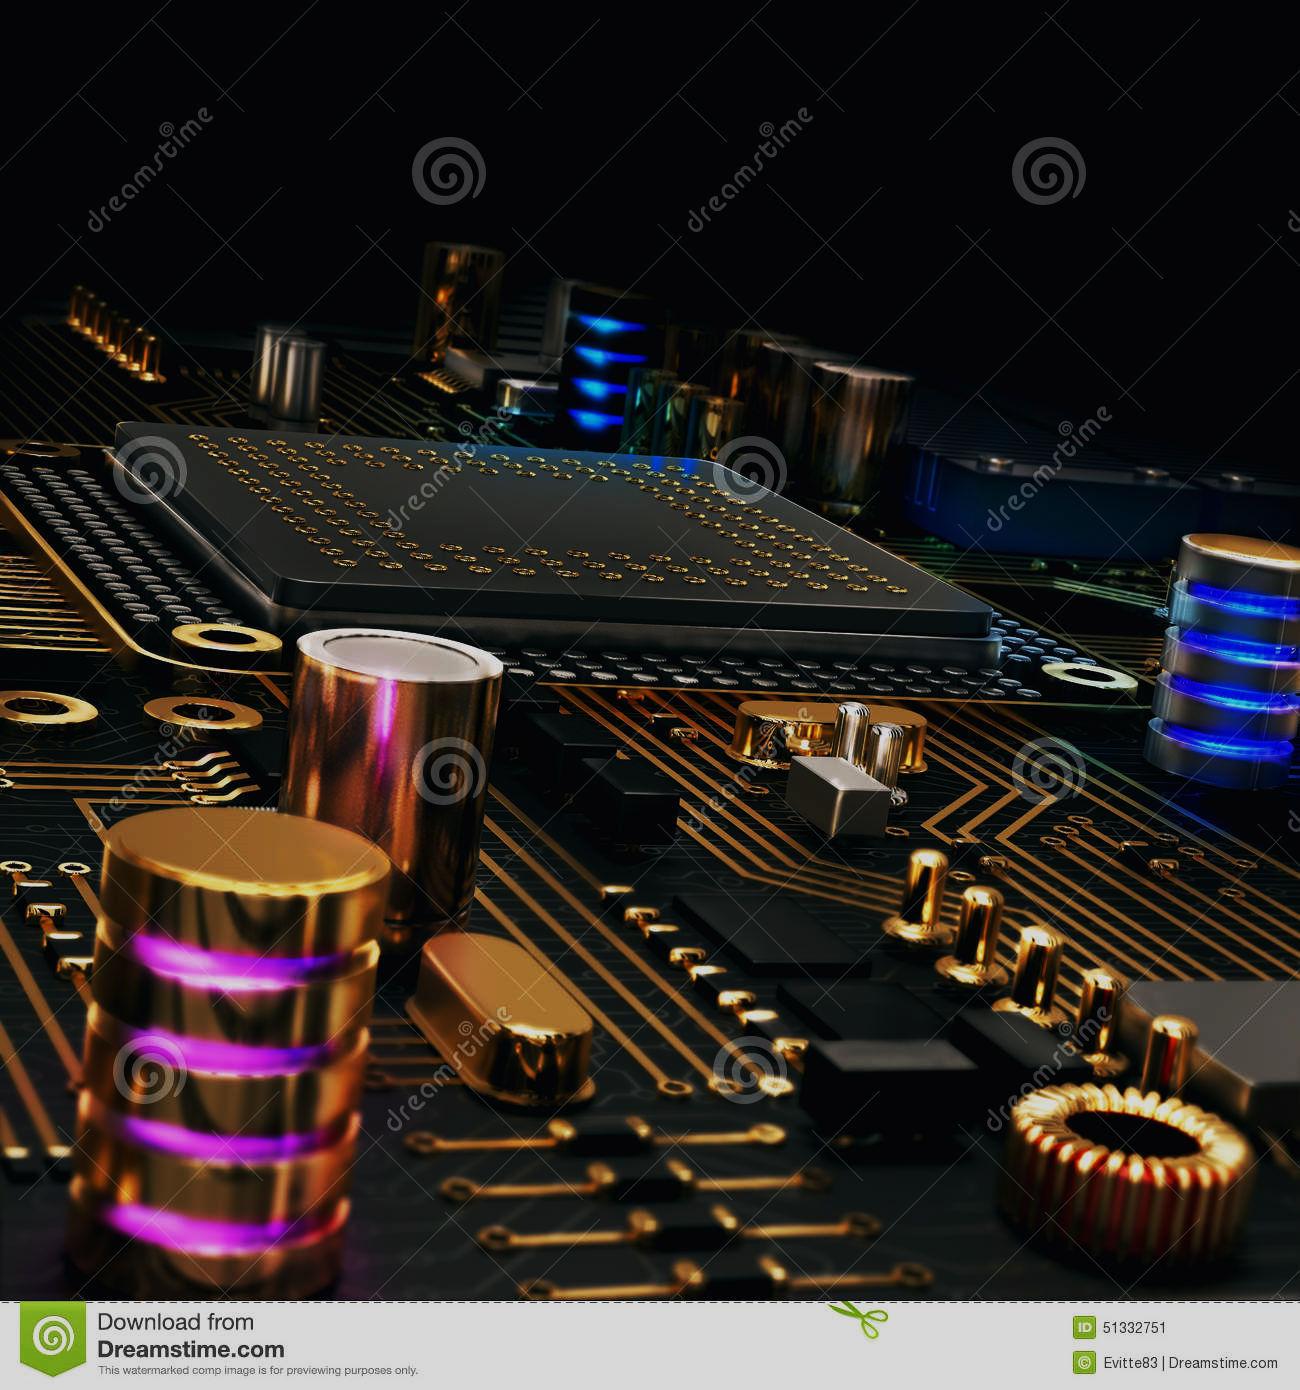 dreamstime
dreamstime
dreamstime
dreamstime
dreamstime
dreamstime
dreamstime
dreamstime
Download from
Dreamstime.com
This watermarked comp image is for previewing purposes only.
ID 51332751
© Evitte83 | Dreamstime.com